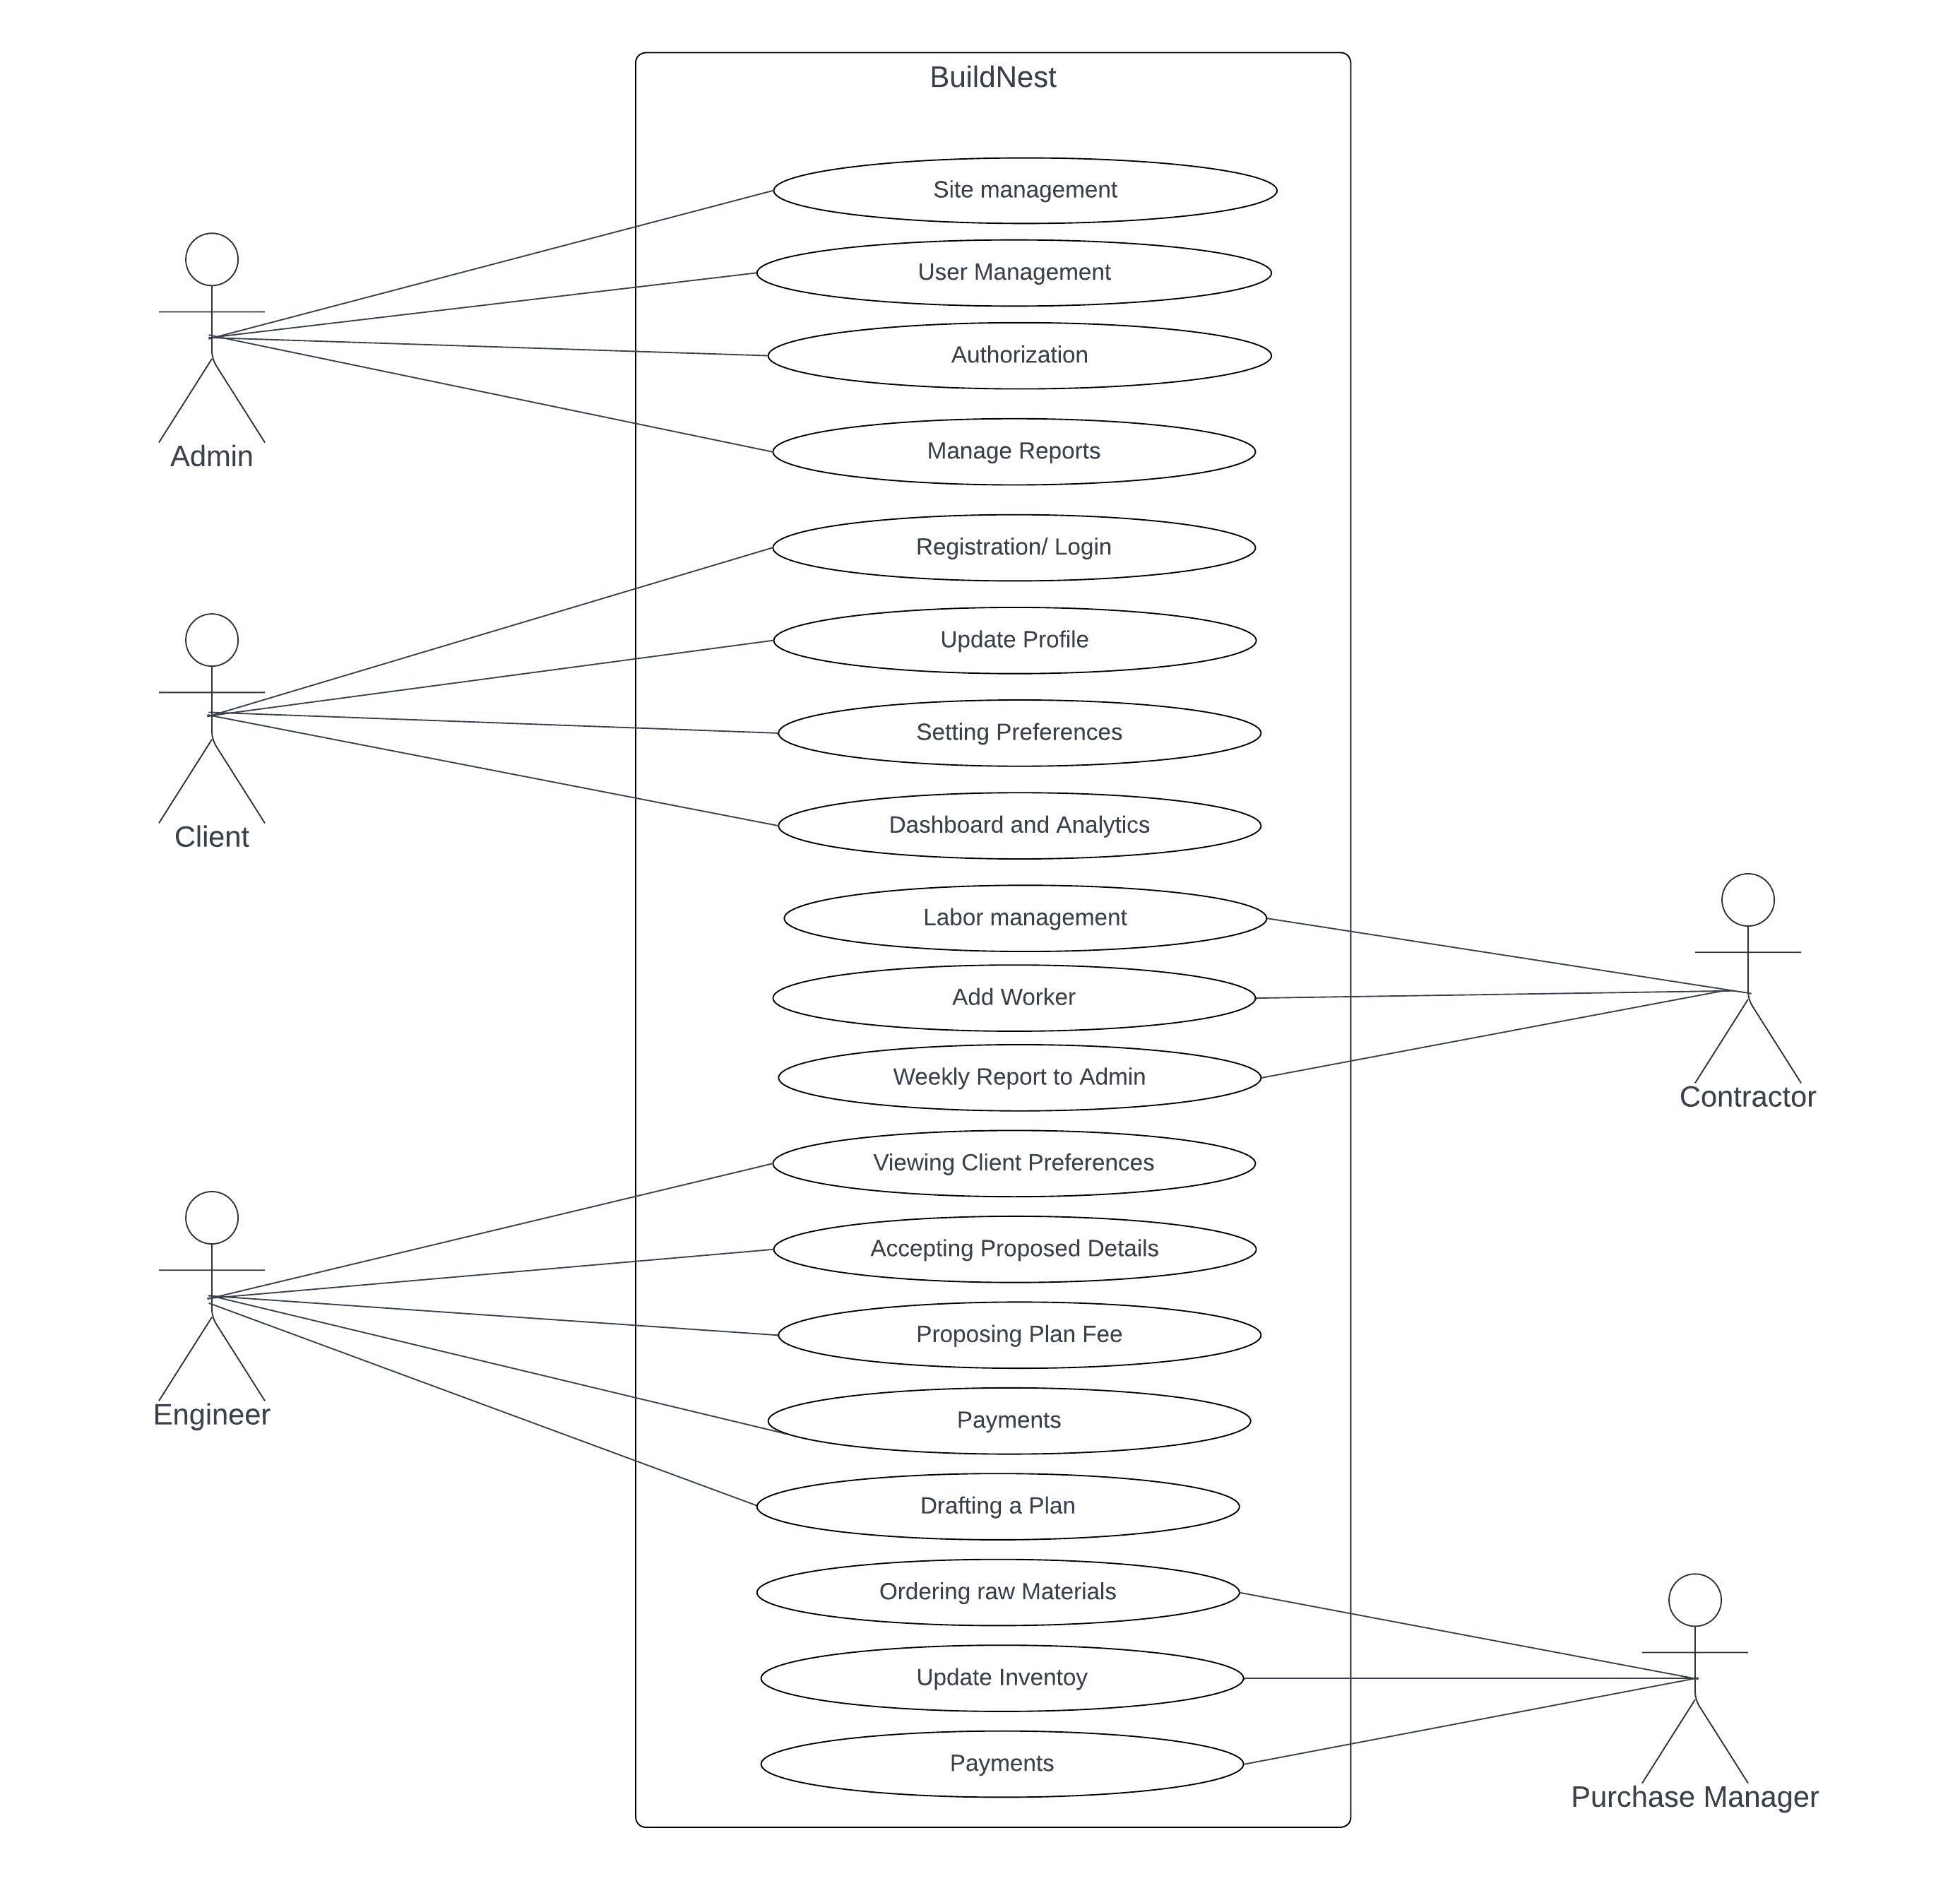 BuildNest
Site management
User Management
Authorization
Admin
Manage Reports
Registration/ Login
Update Profile
Setting Preferences
Client
Dashboard and Analytics
Labor management
Add Worker
Weekly Report to Admin
Contractor
Viewing Client Preferences
Accepting Proposed Details
Proposing Plan Fee
Engineer
Payments
Drafting a Plan
Ordering raw Materials
Update Inventoy
Payments
Purchase Manager